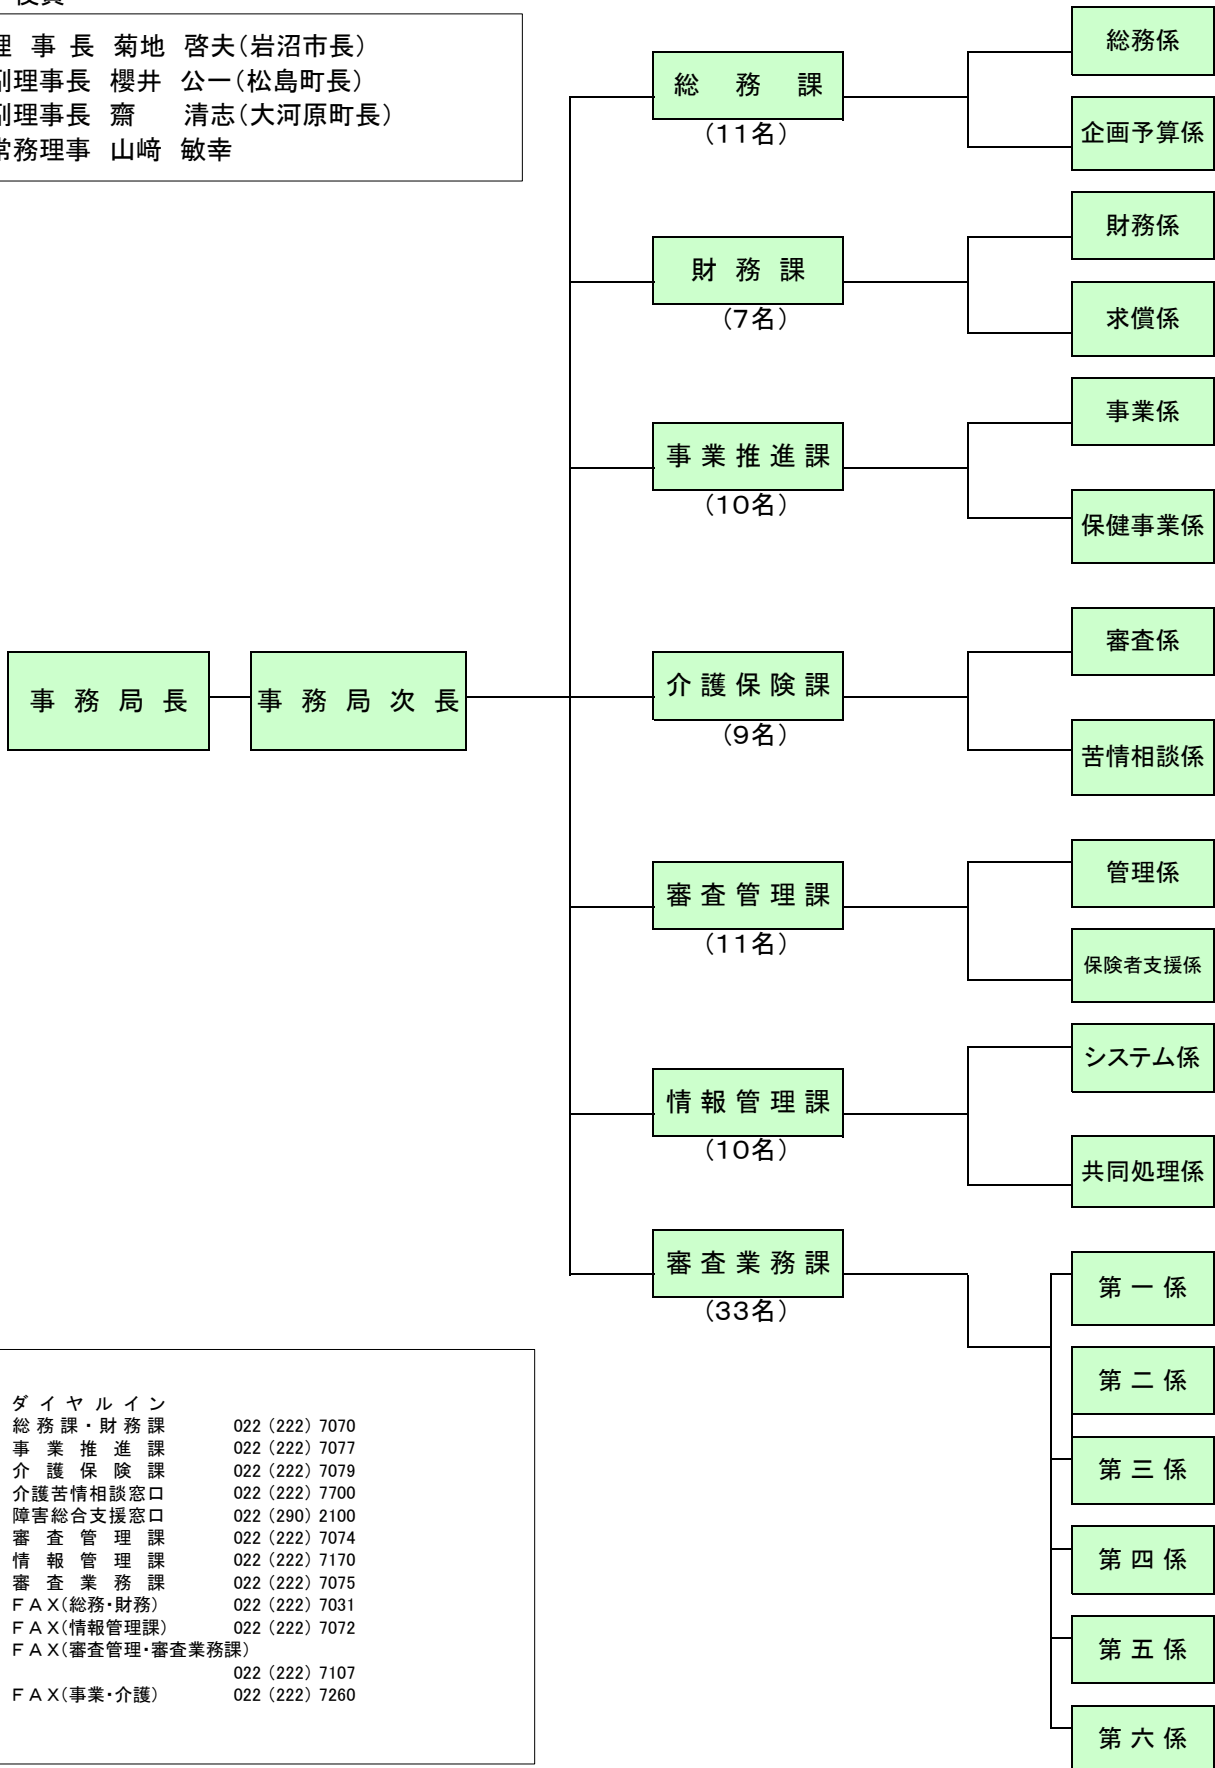 理 事 長 菊地 啓夫(岩沼市長)
副理事長 櫻井 公一(松島町長)
副理事長 齋 清志(大河原町長)
常務理事 山﨑 敏幸
事 務 局 長
事 務 局 次 長
総 務 課
(11名)
総務係
企画予算係
財 務 課
(7名)
財務係
求償係
事 業 推 進 課
(10名)
事業係
保健事業係
介 護 保 険 課
(9名)
審査係
苦情相談係
審 査 管 理 課
(11名)
管理係
保険者支援係
情 報 管 理 課
(10名)
システム係
共同処理係
審 査 業 務 課
(33名)
第 一 係
第 二 係
第 三 係
第 四 係
第 五 係
第 六 係
ダ イ ヤ ル イ ン
総 務 課 ・ 財 務 課 022 (222) 7070
事 業 推 進 課 022 (222) 7077
介 護 保 険 課 022 (222) 7079
介護苦情相談窓口 022 (222) 7700
障害総合支援窓口 022 (290) 2100
審 査 管 理 課 022 (222) 7074
情 報 管 理 課 022 (222) 7170
審 査 業 務 課 022 (222) 7075
FAX(総務・財務) 022 (222) 7031
FAX(情報管理課) 022 (222) 7072
FAX(審査管理・審査業務課)
022 (222) 7107
FAX(事業・介護) 022 (222) 7260